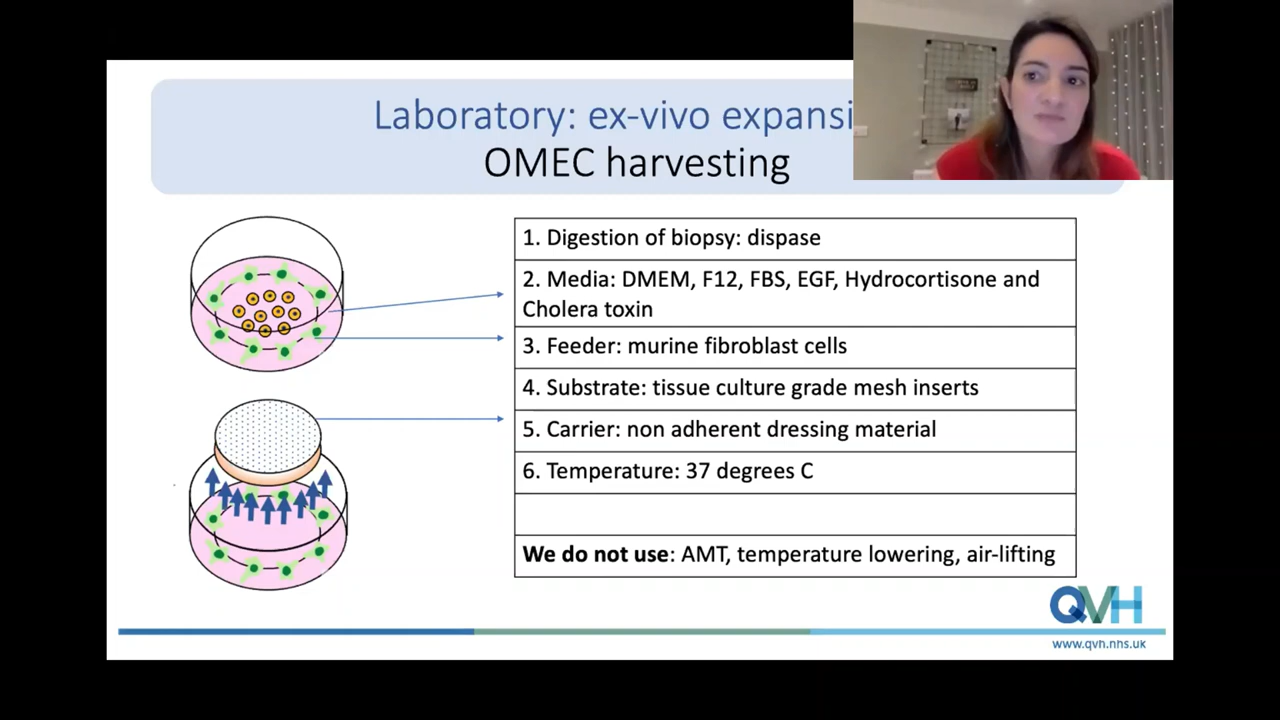 Laboratory: ex-vivo expansi
OMEC harvesting
1. Digestion of biopsy: dispase
2. Media: DMEM, F12, FBS, EGF, Hydrocortisone and
Cholera toxin
3. Feeder: murine fibroblast cells
4. Substrate: tissue culture grade mesh inserts
5. Carrier: non adherent dressing material
6. Temperature: 37 degrees C
We do not use: AMT, temperature lowering, air-lifting
QVH
www.qvh.nhs.uk